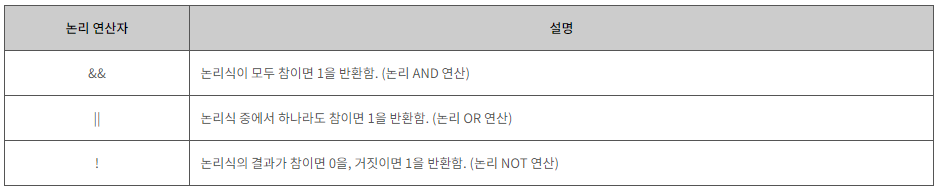 논리 연산자 설명
&& 논리식이 모두 참이면 1을 반환함. (논리 AND 연산)
|| 논리식 중에서 하나라도 참이면 1을 반환함. (논리 OR 연산)
! 논리식의 결과가 참이면 0을, 거짓이면 1을 반환함. (논리 NOT 연산)